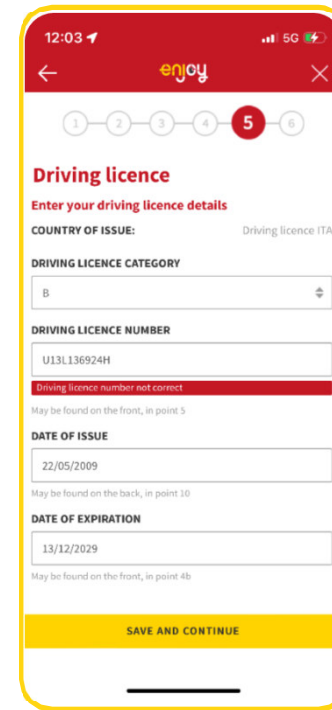 12:03 5G
enjoy
1 2 3 4 5 6
Driving licence
Enter your driving licence details
COUNTRY OF ISSUE: Driving licence ITA
DRIVING LICENCE CATEGORY
B
DRIVING LICENCE NUMBER
U13L136924H
Driving licence number not correct
May be found on the front, in point 5
DATE OF ISSUE
22/05/2009
May be found on the back, in point 10
DATE OF EXPIRATION
13/12/2029
May be found on the front, in point 4b
SAVE AND CONTINUE